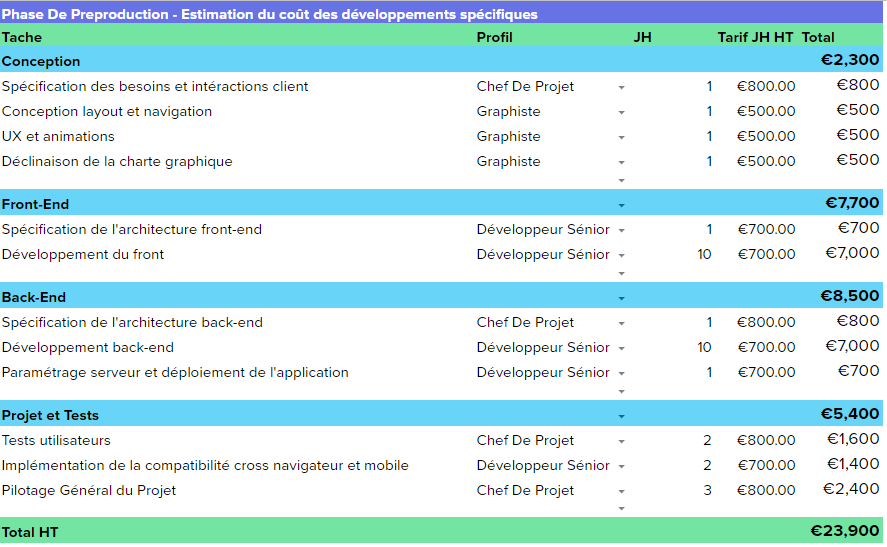 Phase De Preproduction - Estimation du coût des développements spécifiques
Tache Profil JH Tarif JH HT Total
Conception €2,300
Spécification des besoins et intéractions client Chef De Projet 1 €800.00 €800
Conception layout et navigation Graphiste 1 €500.00 €500
UX et animations Graphiste 1 €500.00 €500
Déclinaison de la charte graphique Graphiste 1 €500.00 €500
Front-End €7,700
Spécification de l'architecture front-end Développeur Sénior 1 €700.00 €700
Développement du front Développeur Sénior 10 €700.00 €7,000
Back-End €8,500
Spécification de l'architecture back-end Chef De Projet 1 €800.00 €800
Développement back-end Développeur Sénior 10 €700.00 €7,000
Paramétrage serveur et déploiement de l'application Développeur Sénior 1 €700.00 €700
Projet et Tests €5,400
Tests utilisateurs Chef De Projet 2 €800.00 €1,600
Implémentation de la compatibilité cross navigateur et mobile Développeur Sénior 2 €700.00 €1,400
Pilotage Général du Projet Chef De Projet 3 €800.00 €2,400
Total HT €23,900